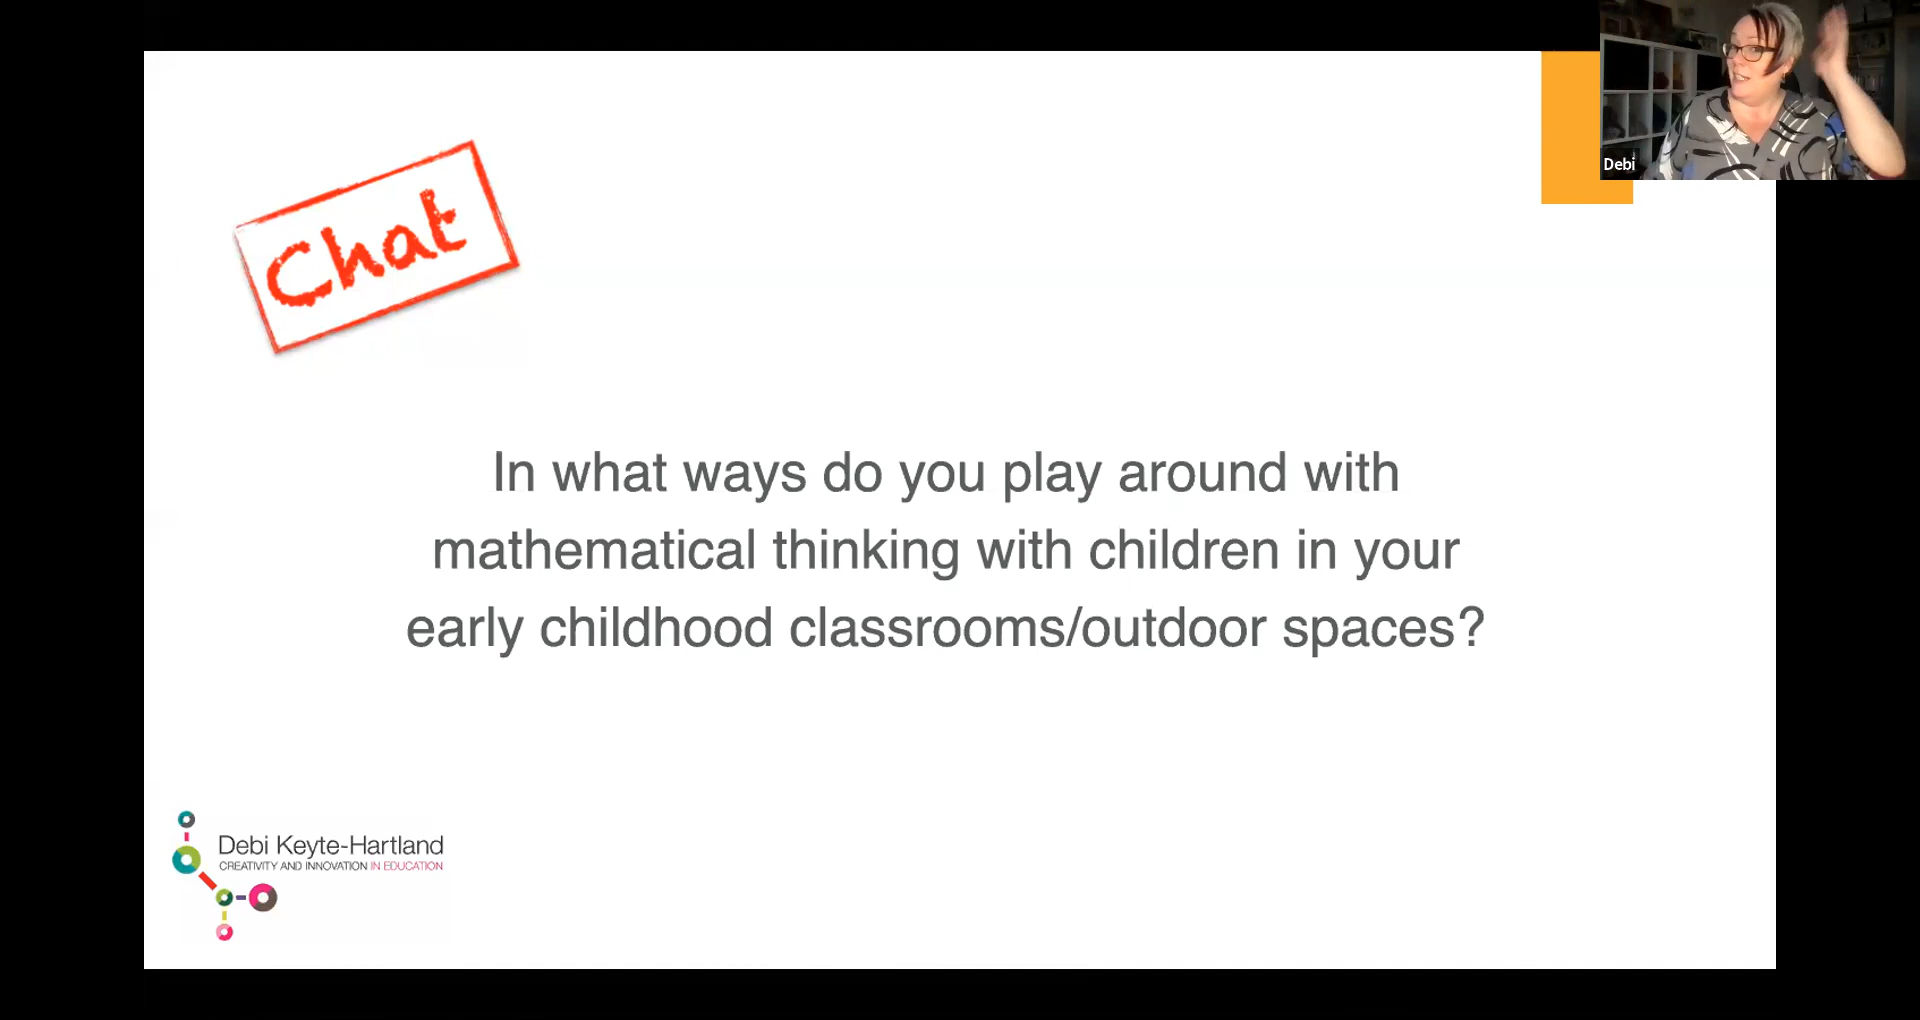 Debi
Chat
In what ways do you play around with
mathematical thinking with children in your
early childhood classrooms/outdoor spaces?
Debi Keyte-Hartland
CREATIVITY AND INNOVATION IN EDUCATION